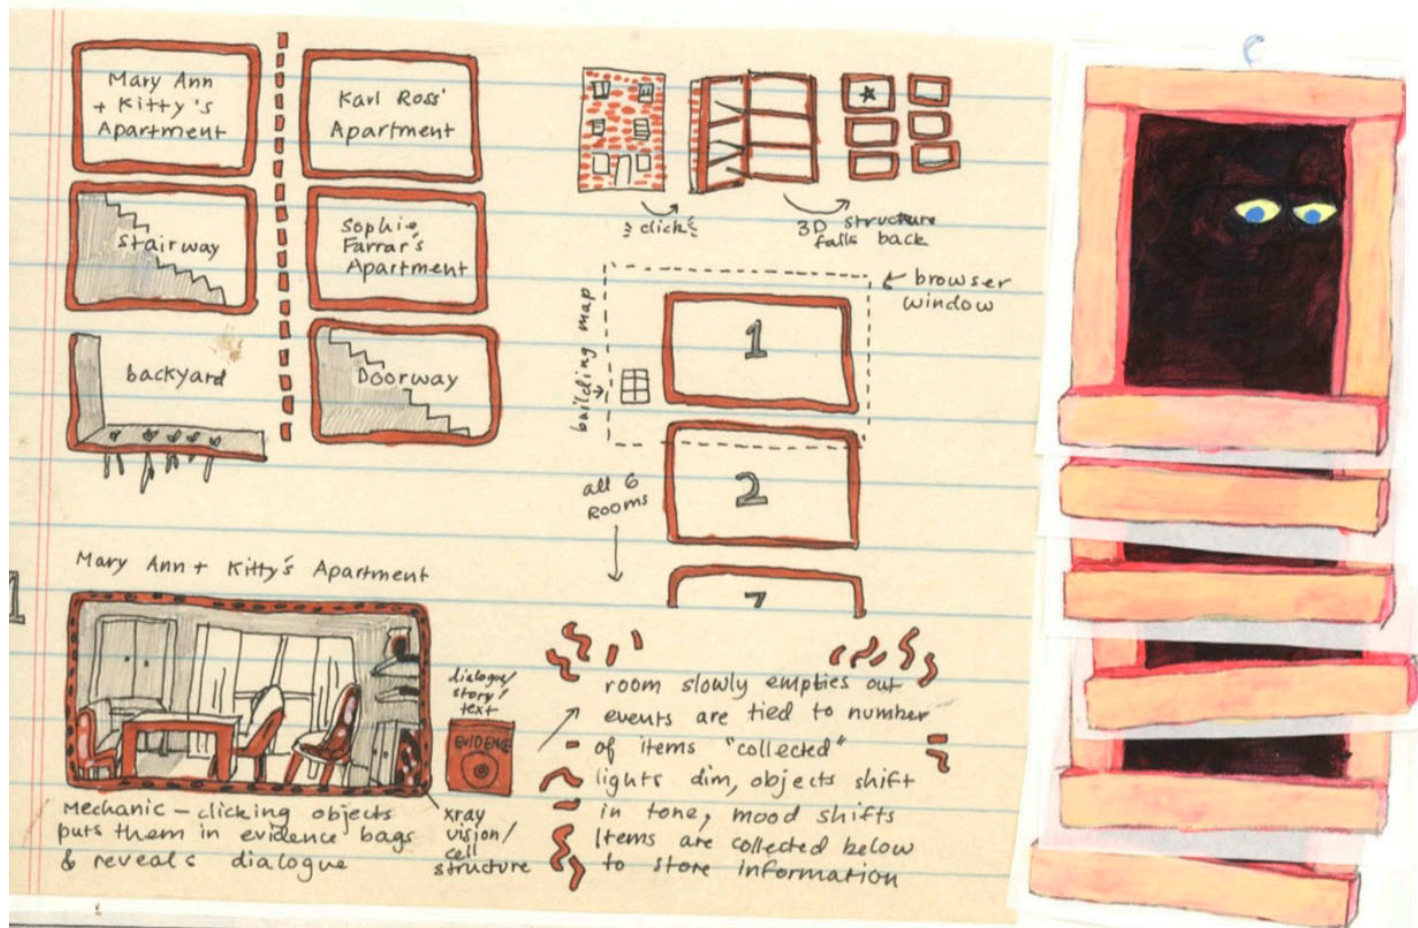 Mary Ann
+ Kitty's
Apartment
Karl Ross'
Apartment
Stairway
Sophie
Farrar's
Apartment
backyard
Doorway
click
3D structure
falls back
browser
window
building map
1
2
all 6
rooms
Mary Ann + Kitty's Apartment
1
dialogue/
story/
text
EVIDENCE
Mechanic – clicking objects
puts them in evidence bags
& reveals dialogue
xray
vision/
cell
structure
room slowly empties out
events are tied to number
of items "collected"
lights dim, objects shift
in tone, mood shifts
Items are collected below
to store information